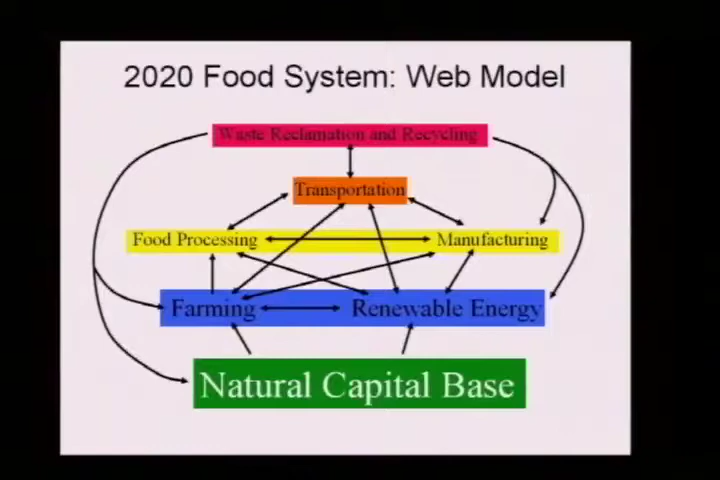 2020 Food System: Web Model
Waste Reclamation and Recycling
Transportation
Food Processing Manufacturing
Farming Renewable Energy
Natural Capital Base